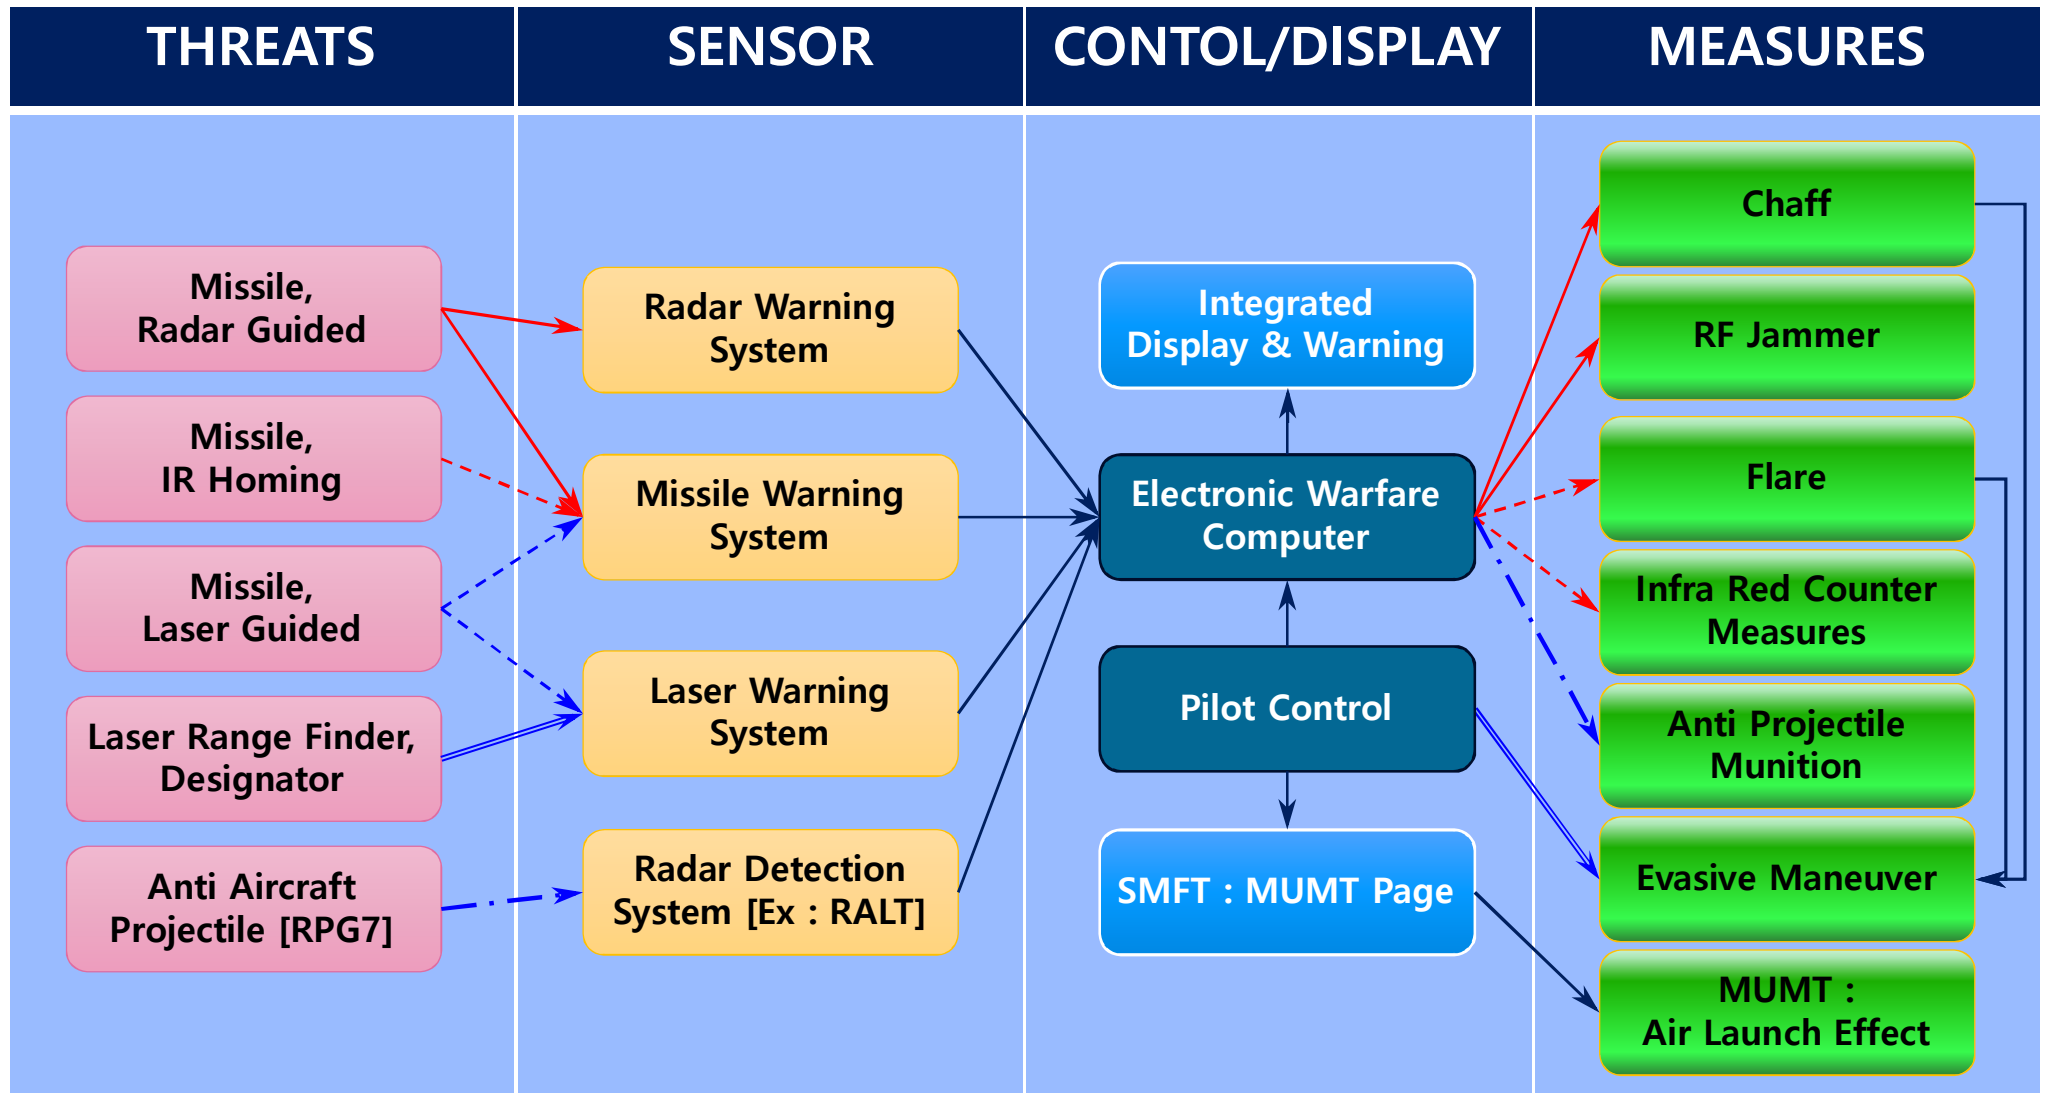 THREATS
SENSOR
CONTOL/DISPLAY
MEASURES
Missile,
Radar Guided
Missile,
IR Homing
Missile,
Laser Guided
Laser Range Finder,
Designator
Anti Aircraft
Projectile [RPG7]
Radar Warning
System
Missile Warning
System
Laser Warning
System
Radar Detection
System [Ex : RALT]
Integrated
Display & Warning
Electronic Warfare
Computer
Pilot Control
SMFT : MUMT Page
Chaff
RF Jammer
Flare
Infra Red Counter
Measures
Anti Projectile
Munition
Evasive Maneuver
MUMT :
Air Launch Effect